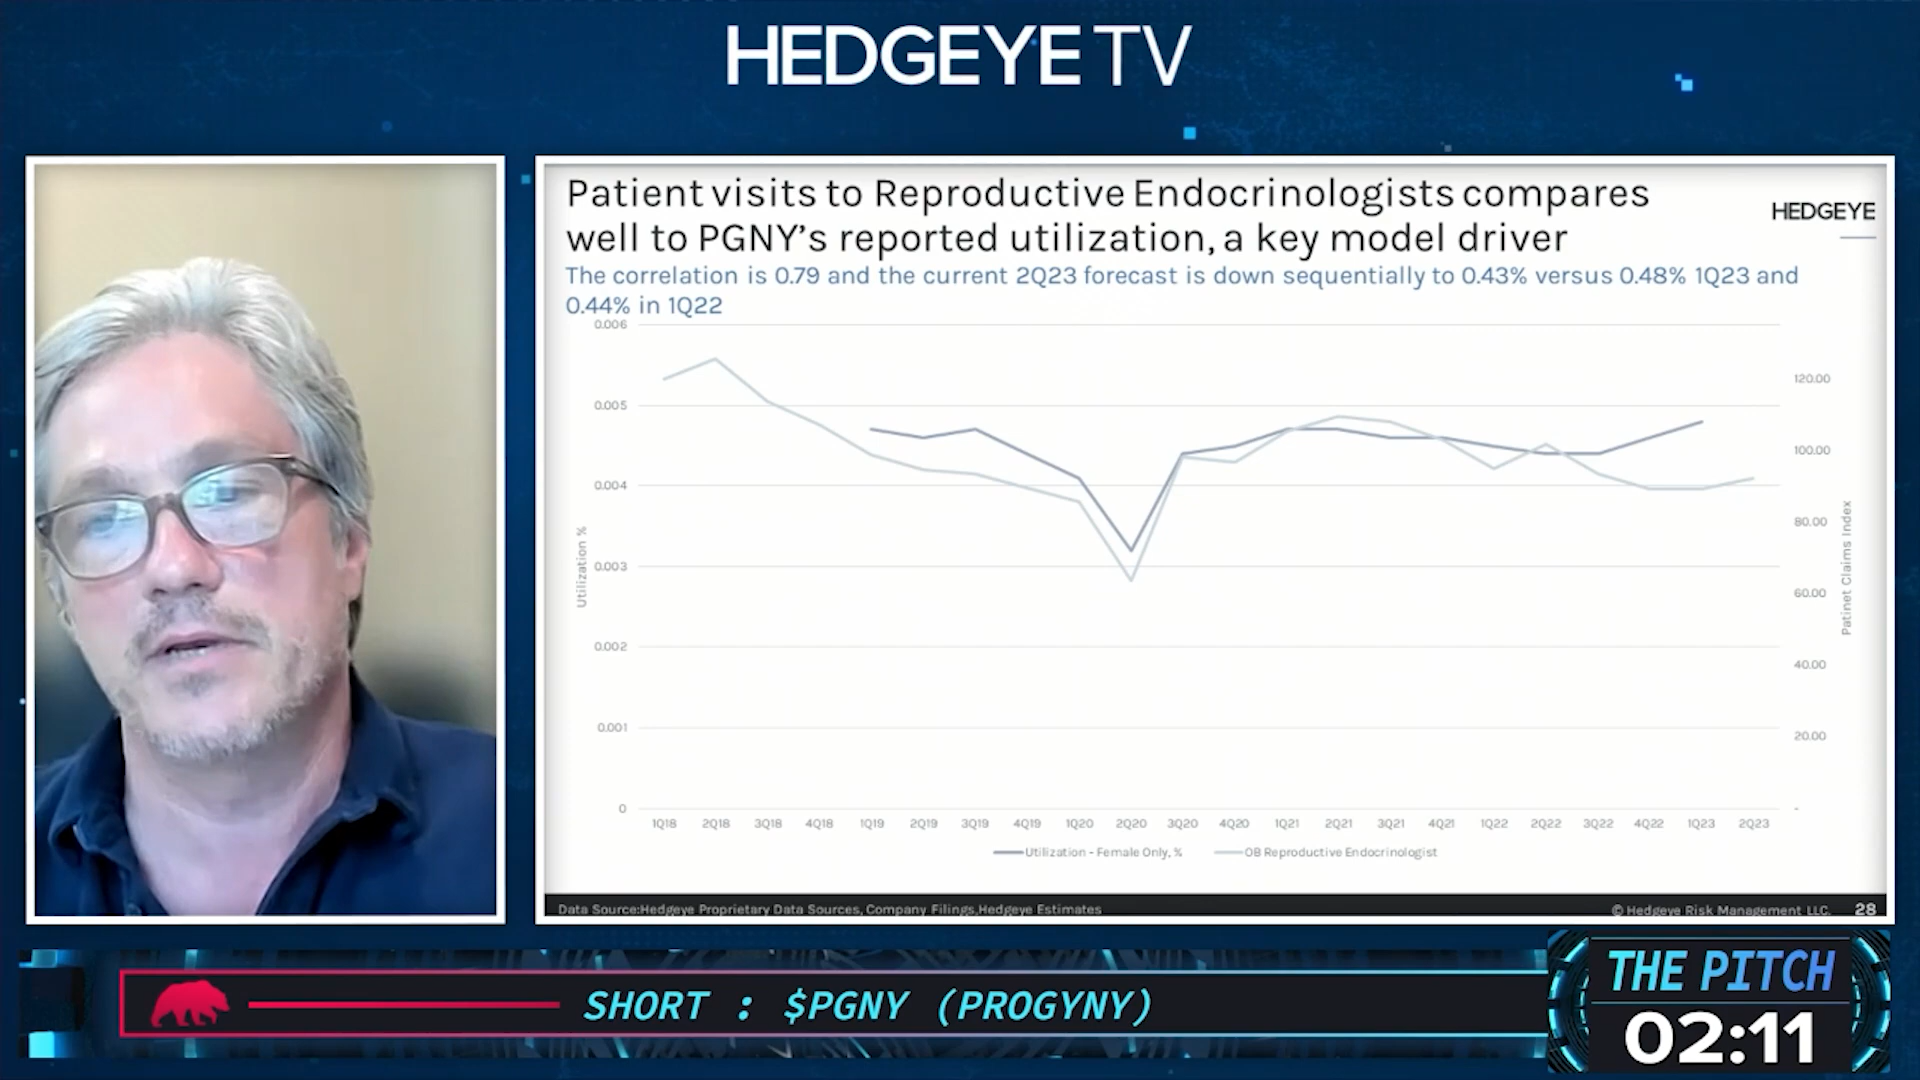 HEDGEYE TV
Patient visits to Reproductive Endocrinologists compares
well to PGNY’s reported utilization, a key model driver
HEDGEYE
The correlation is 0.79 and the current 2Q23 forecast is down sequentially to 0.43% versus 0.48% 1Q23 and
0.44% in 1Q22
0.006
0.005
0.004
0.003
0.002
0.001
0
Utilization %
120.00
100.00
80.00
60.00
40.00
20.00
-
Patinet Claims Index
1Q18 2Q18 3Q18 4Q18 1Q19 2Q19 3Q19 4Q19 1Q20 2Q20 3Q20 4Q20 1Q21 2Q21 3Q21 4Q21 1Q22 2Q22 3Q22 4Q22 1Q23 2Q23
Utilization - Female Only, % OB Reproductive Endocrinologist
Data Source:Hedgeye Proprietary Data Sources, Company Filings,Hedgeye Estimates
© Hedgeye Risk Management LLC. 28
SHORT : $PGNY (PROGYNY)
THE PITCH
02:11